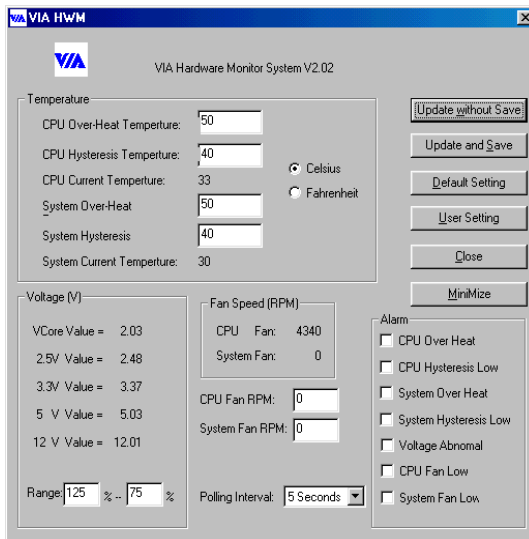 VIA VIA HWM
VIA
VIA Hardware Monitor System V2.02
Temperature
CPU Over-Heat Temperture: 50
CPU Hysteresis Temperture: 40
CPU Current Temperture: 33
System Over-Heat 50
System Hysteresis 40
System Current Temperture: 30
Celsius
Fahrenheit
Update without Save
Update and Save
Default Setting
User Setting
Close
MiniMize
Voltage (V)
VCore Value = 2.03
2.5V Value = 2.48
3.3V Value = 3.37
5 V Value = 5.03
12 V Value = 12.01
Range: 125 % .. 75 %
Fan Speed (RPM)
CPU Fan: 4340
System Fan: 0
CPU Fan RPM: 0
System Fan RPM: 0
Polling Interval: 5 Seconds
Alarm
CPU Over Heat
CPU Hysteresis Low
System Over Heat
System Hysteresis Low
Voltage Abnomal
CPU Fan Low
System Fan Low